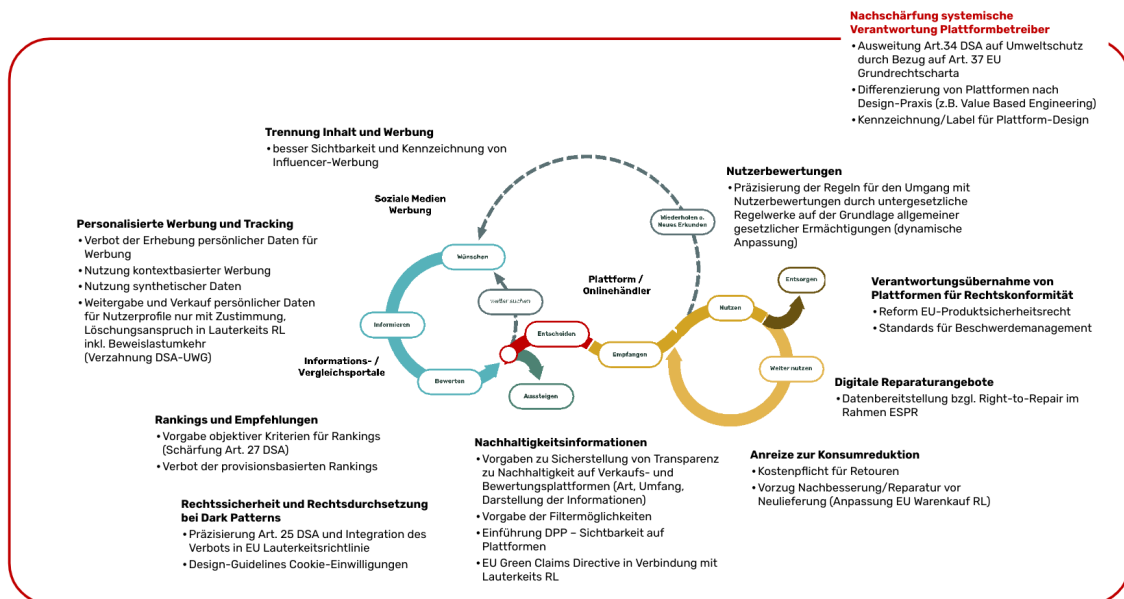 Nachschärfung systemische
Verantwortung Plattformbetreiber
• Ausweitung Art.34 DSA auf Umweltschutz
durch Bezug auf Art. 37 EU
Grundrechtscharta
• Differenzierung von Plattformen nach
Design-Praxis (z.B. Value Based Engineering)
• Kennzeichnung/Label für Plattform-Design
Trennung Inhalt und Werbung
• besser Sichtbarkeit und Kennzeichnung von
Influencer-Werbung
Nutzerbewertungen
• Präzisierung der Regeln für den Umgang mit
Nutzerbewertungen durch untergesetzliche
Regelwerke auf der Grundlage allgemeiner
gesetzlicher Ermächtigungen (dynamische
Anpassung)
Soziale Medien
Werbung
Personalisierte Werbung und Tracking
• Verbot der Erhebung persönlicher Daten für
Werbung
• Nutzung kontextbasierter Werbung
• Nutzung synthetischer Daten
• Weitergabe und Verkauf persönlicher Daten
für Nutzerprofile nur mit Zustimmung,
Löschungsanspruch in Lauterkeits RL
inkl. Beweislastumkehr
(Verzahnung DSA-UWG)
Wiederholen o.
Neues Erkunden
Wünschen
Weiter suchen
Plattform /
Onlinehändler
Entsorgen
Nutzen
Informieren
Entscheiden
Empfangen
Weiter nutzen
Bewerten
Aussteigen
Informations- /
Vergleichsportale
Verantwortungsübernahme von
Plattformen für Rechtskonformität
• Reform EU-Produktsicherheitsrecht
• Standards für Beschwerdemanagement
Digitale Reparaturangebote
• Datenbereitstellung bzgl. Right-to-Repair im
Rahmen ESPR
Rankings und Empfehlungen
• Vorgabe objektiver Kriterien für Rankings
(Schärfung Art. 27 DSA)
• Verbot der provisionsbasierten Rankings
Nachhaltigkeitsinformationen
• Vorgaben zu Sicherstellung von Transparenz
zu Nachhaltigkeit auf Verkaufs- und
Bewertungsplattformen (Art, Umfang,
Darstellung der Informationen)
• Vorgabe der Filtermöglichkeiten
• Einführung DPP – Sichtbarkeit auf
Plattformen
• EU Green Claims Directive in Verbindung mit
Lauterkeits RL
Anreize zur Konsumreduktion
• Kostenpflicht für Retouren
• Vorzug Nachbesserung/Reparatur vor
Neulieferung (Anpassung EU Warenkauf RL)
Rechtssicherheit und Rechtsdurchsetzung
bei Dark Patterns
• Präzisierung Art. 25 DSA und Integration des
Verbots in EU Lauterkeitsrichtlinie
• Design-Guidelines Cookie-Einwilligungen